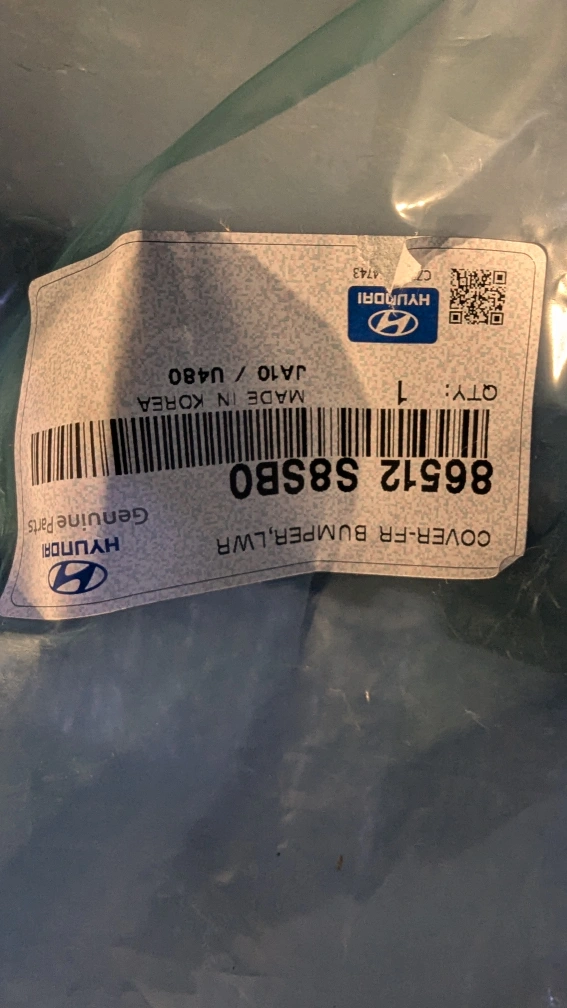 HYUNDAI
Genuine Parts
COVER-FR BUMPER,LWR
86512 S8SB0
QTY: 1 MADE IN KOREA
JA10 / U480
HYUNDAI